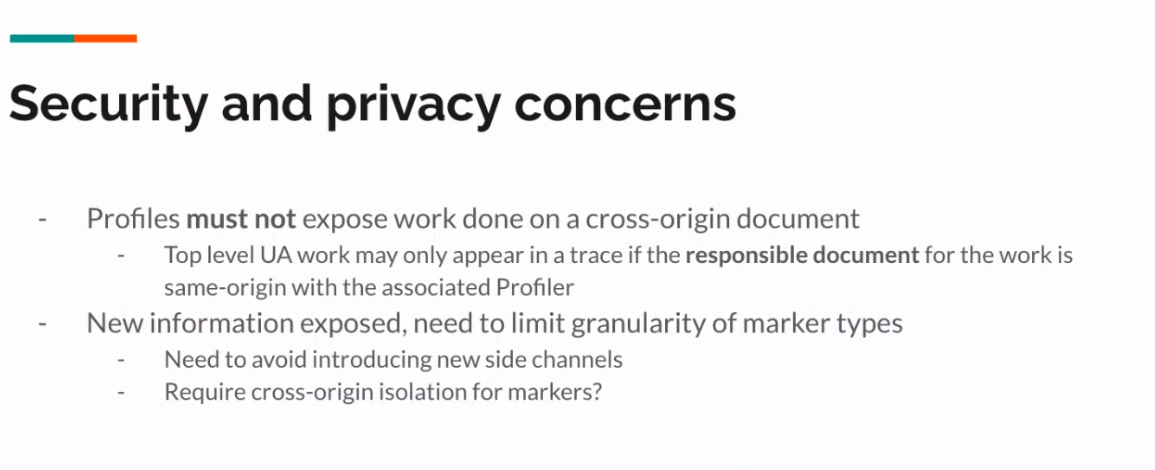 Security and privacy concerns
- Profiles must not expose work done on a cross-origin document
- Top level UA work may only appear in a trace if the responsible document for the work is
same-origin with the associated Profiler
- New information exposed, need to limit granularity of marker types
- Need to avoid introducing new side channels
- Require cross-origin isolation for markers?